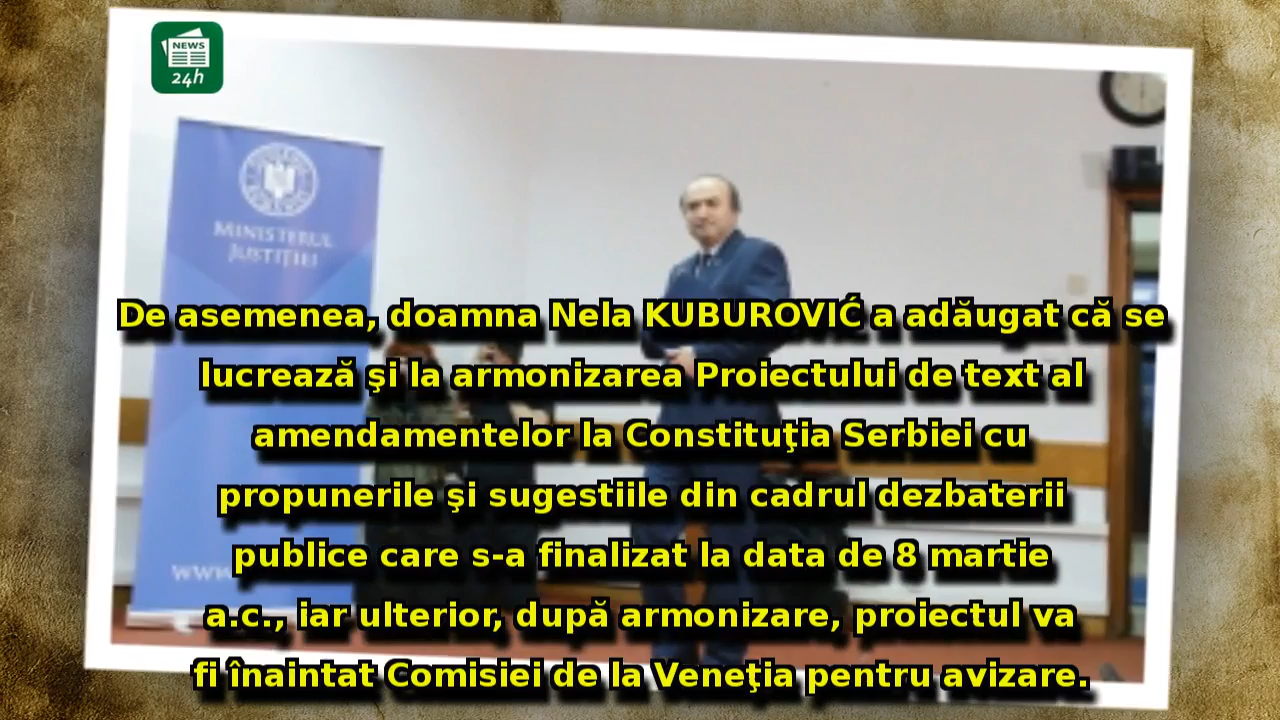 NEWS
24h
MINISTERUL
JUSTIŢIEI
De asemenea, doamna Nela KUBUROVIĆ a adăugat că se
lucrează şi la armonizarea Proiectului de text al
amendamentelor la Constituţia Serbiei cu
propunerile şi sugestiile din cadrul dezbaterii
publice care s-a finalizat la data de 8 martie
www
a.c., iar ulterior, după armonizare, proiectul va
fi înaintat Comisiei de la Veneţia pentru avizare.